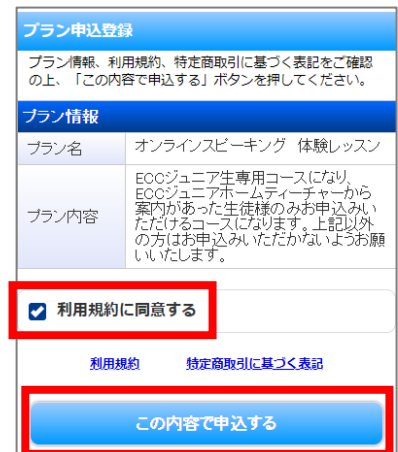 プラン申込登録
プラン情報、利用規約、特定商取引に基づく表記をご確認
の上、「この内容で申込する」ボタンを押してください。
プラン情報
プラン名 オンラインスピーキング 体験レッスン
プラン内容 ECCジュニア生専用コースになり、
ECCジュニアホームティーチャーから
案内があった生徒様のみお申込みい
ただけるコースになります。上記以外
の方はお申込みいただかないようお願
いいたします。
利用規約に同意する
利用規約 特定商取引に基づく表記
この内容で申込する